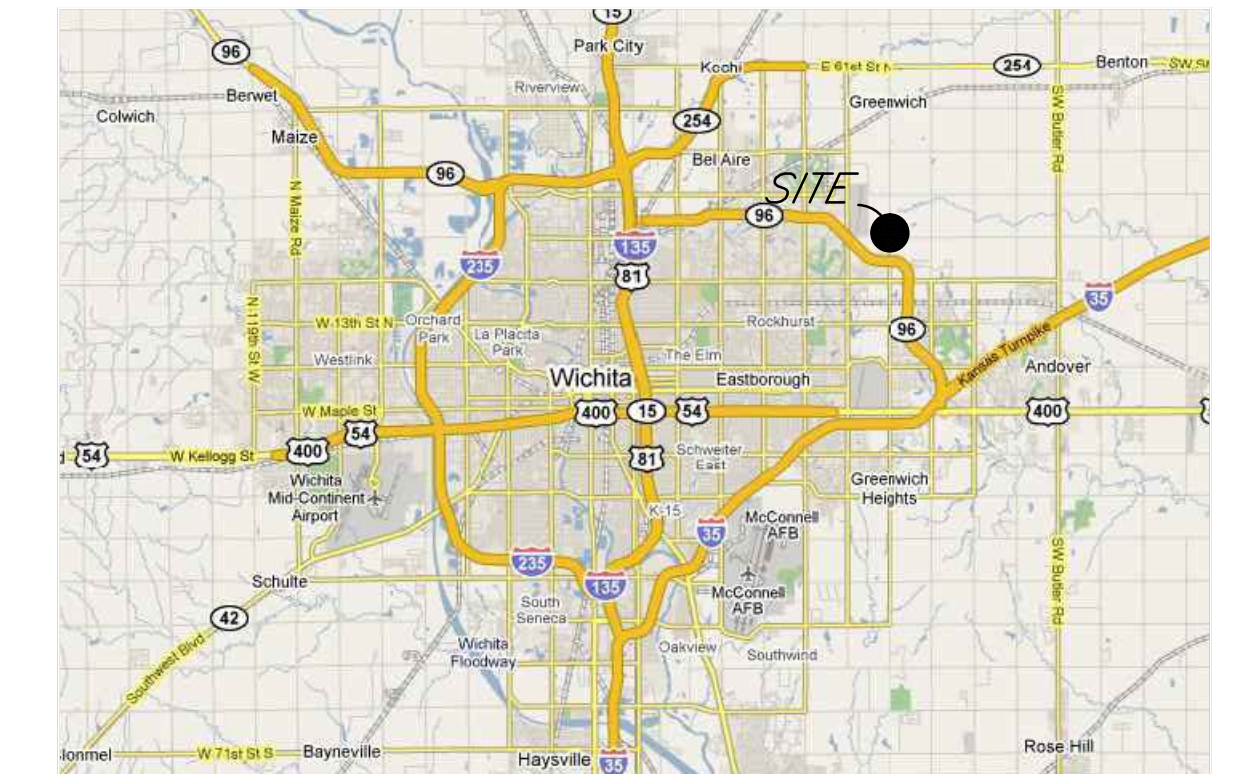 15
Park City
96
Kechi
E 61st St N
254
Benton
Riverview
Berwet
Colwich
Greenwich
SW Butler Rd
254
Maize
Bel Aire
96
N Maize Rd
SITE
96
135
235
81
35
N 119th St W
W 13th St N
Orchard
Park
La Placita
Park
Rockhurst
96
Westlink
The Elm
Kansas Turnpike
Andover
Wichita
Eastborough
W Maple St
400
15
54
400
54
54
W Kellogg St
400
81
Schweiter
East
Wichita
Mid-Continent
Airport
Greenwich
Heights
K-15
McConnell
AFB
35
SW Butler Rd
235
135
Schulte
McConnell
AFB
South
Seneca
42
Southwest Blvd
Wichita
Floodway
Oakview
Southwind
Rose Hill
W 71st St S
Bayneville
Haysville
35